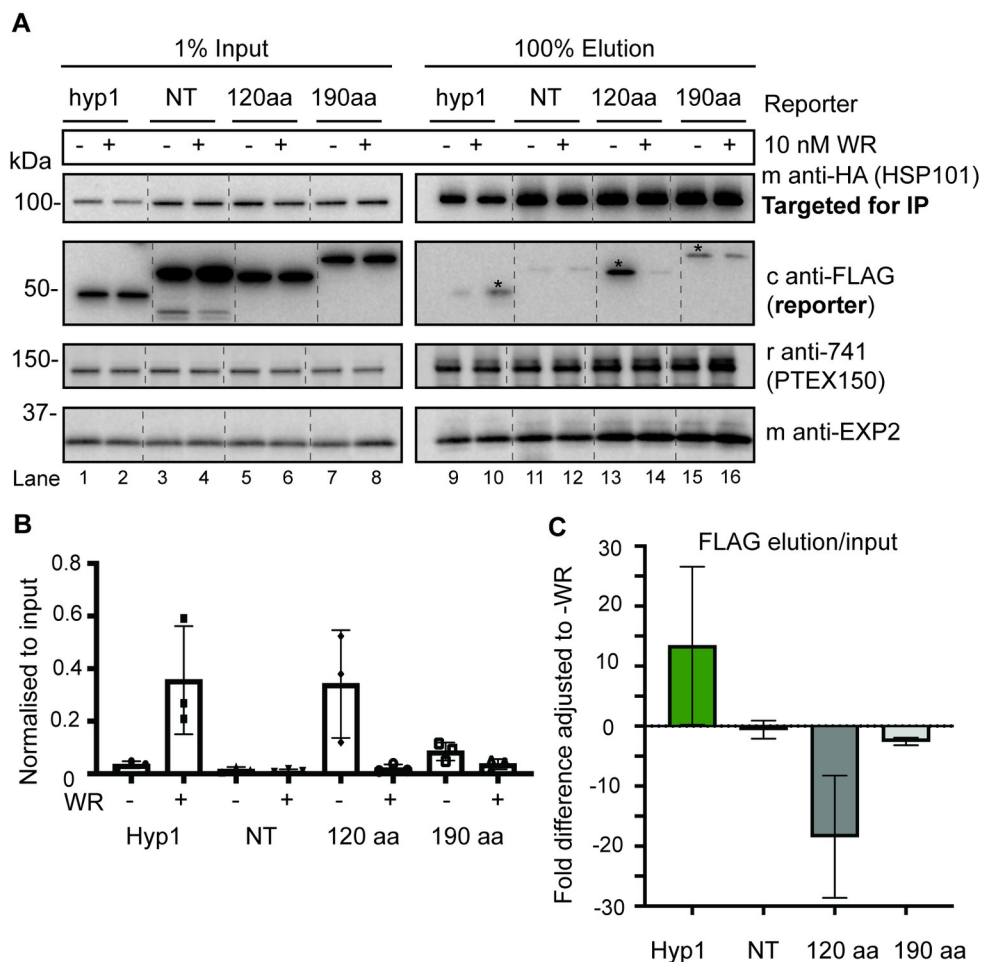 A
1% Input
100% Elution
hyp1 NT 120aa 190aa hyp1 NT 120aa 190aa Reporter
- + - + - + - + - + - + - + - + 10 nM WR
kDa
100- m anti-HA (HSP101)
Targeted for IP
50- * * * c anti-FLAG
(reporter)
150- r anti-741
(PTEX150)
37- m anti-EXP2
Lane 1 2 3 4 5 6 7 8 9 10 11 12 13 14 15 16
B
Normalised to input
0.8
0.6
0.4
0.2
0
WR - + - + - + - +
Hyp1 NT 120 aa 190 aa
C
FLAG elution/input
Fold difference adjusted to -WR
30
20
10
0
-10
-20
-30
Hyp1 NT 120 aa 190 aa